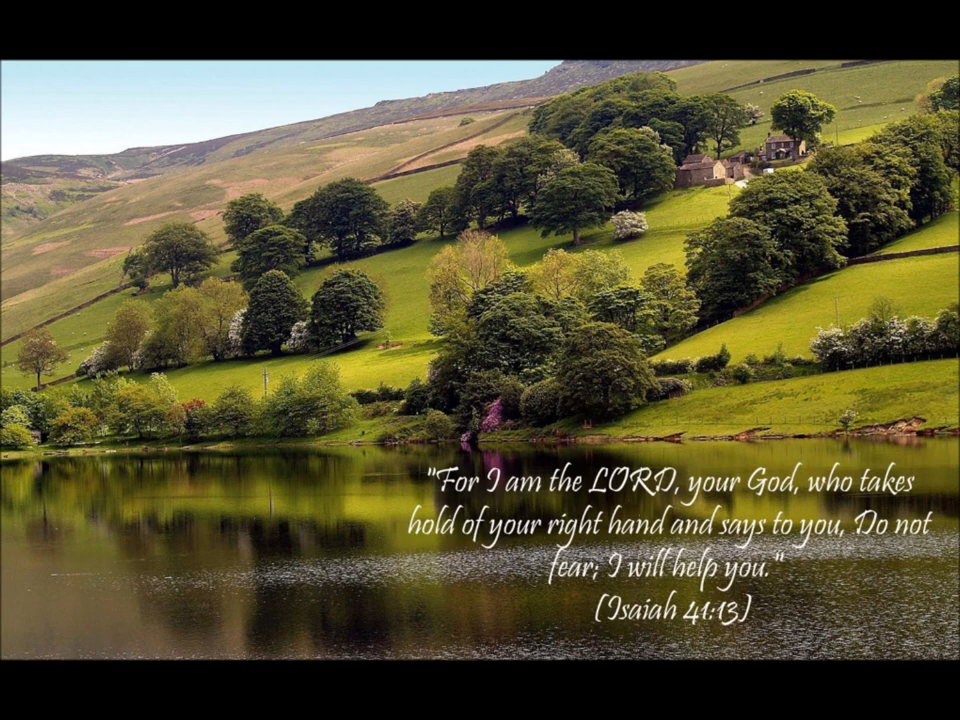 "For I am the LORD, your God, who takes
hold of your right hand and says to you, Do not
fear; I will help you."
(Isaiah 41:13)